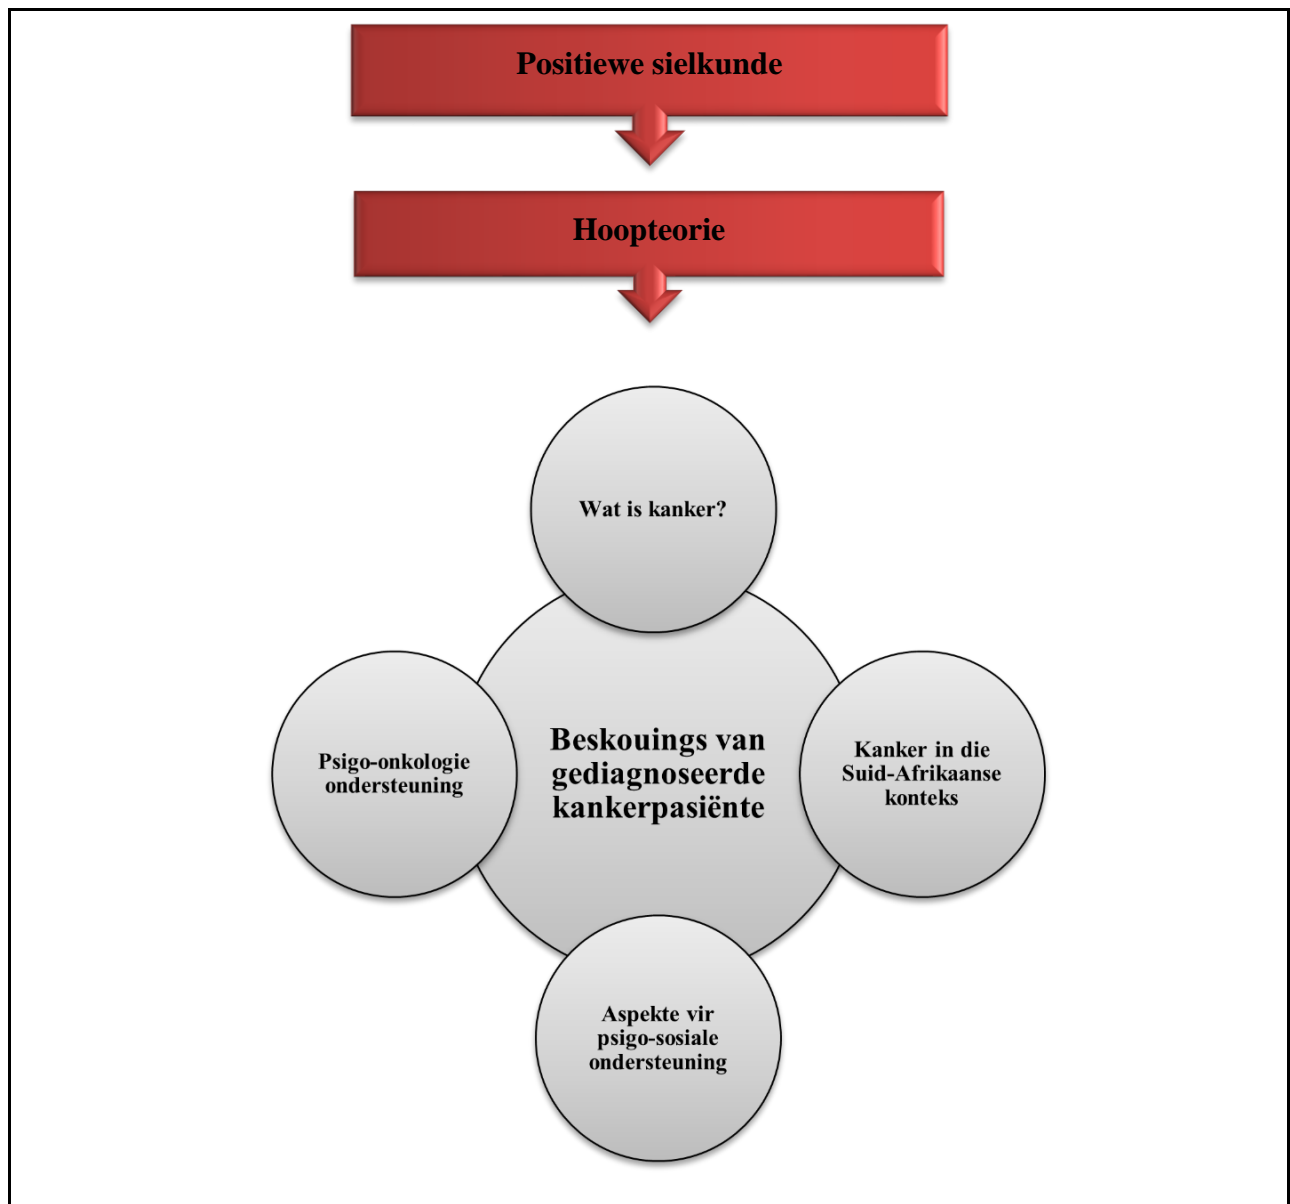 Positiewe sielkunde
Hoopteorie
Wat is kanker?
Psigo-onkologie
ondersteuning
Beskouings van
gediagnoseerde
kankerpasiënte
Kanker in die
Suid-Afrikaanse
konteks
Aspekte vir
psigo-sosiale
ondersteuning